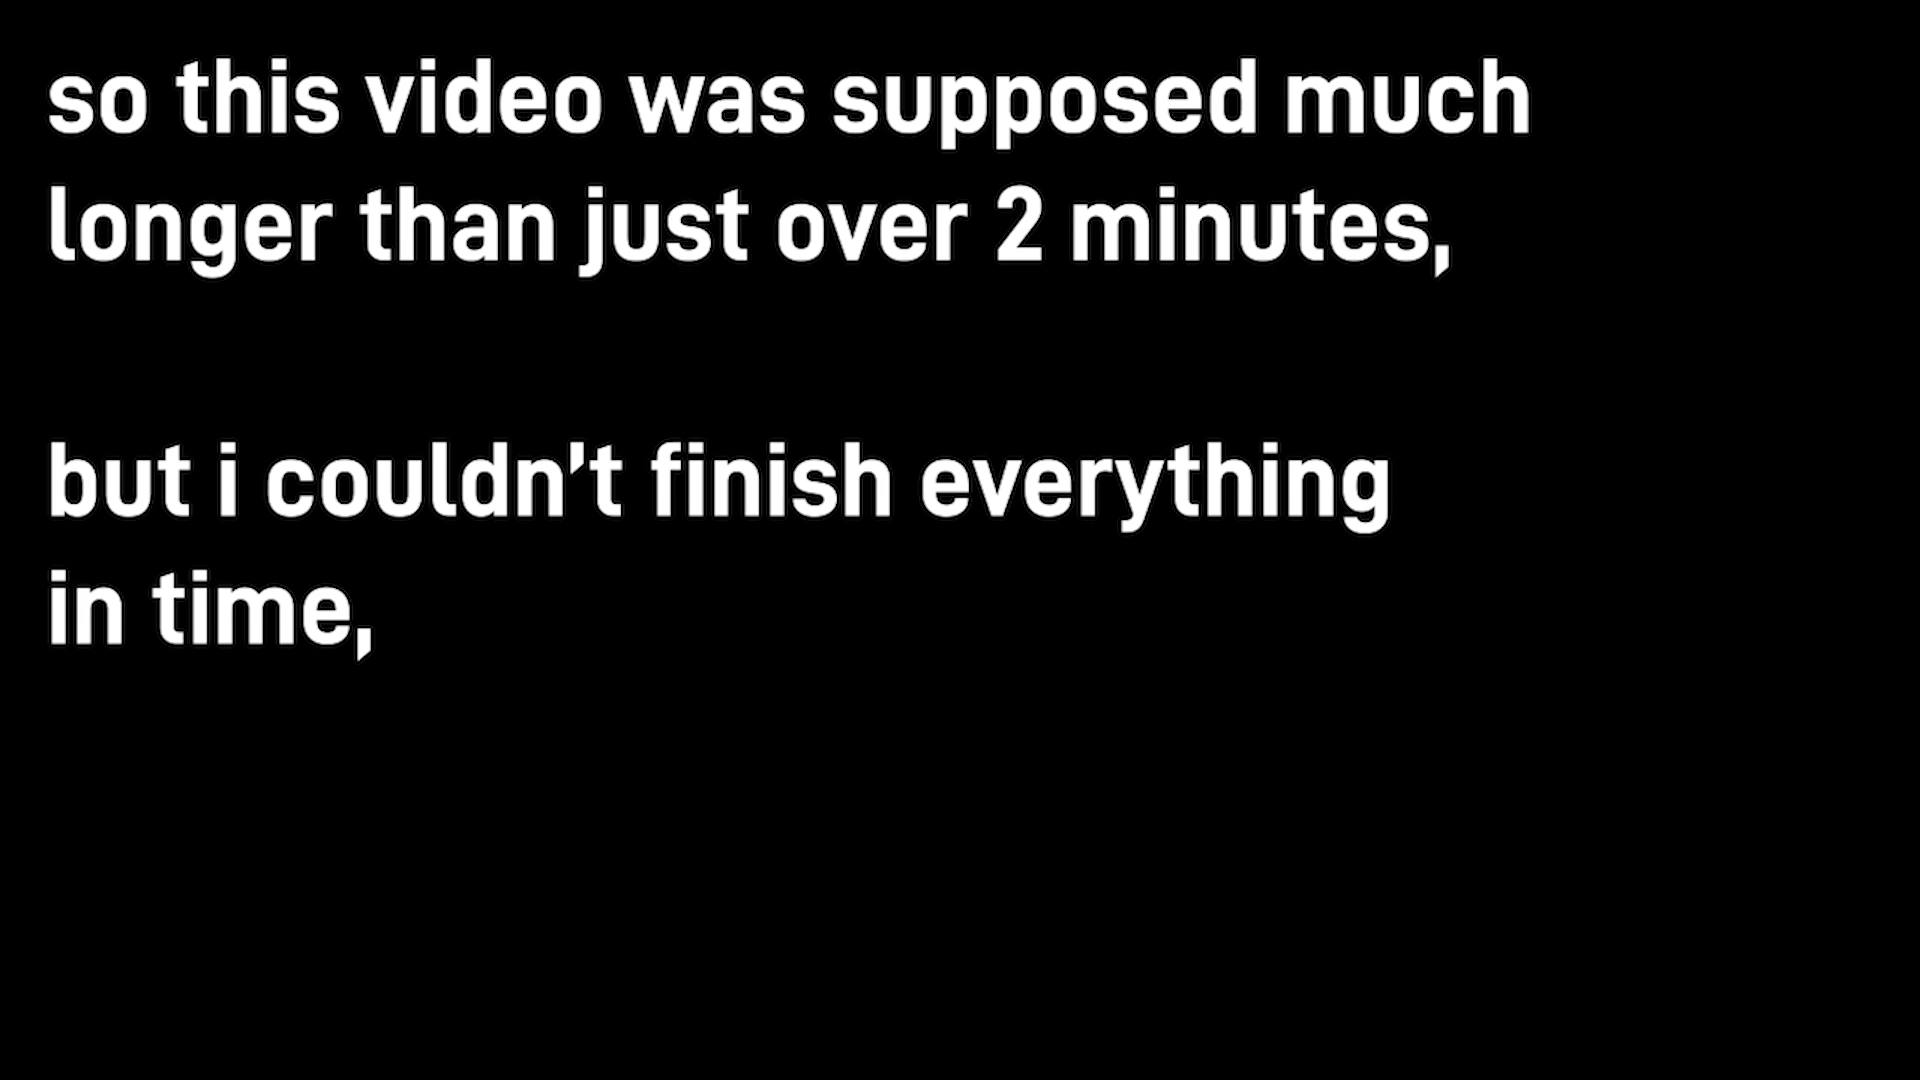 so this video was supposed much
longer than just over 2 minutes,
but i couldn't finish everything
in time,